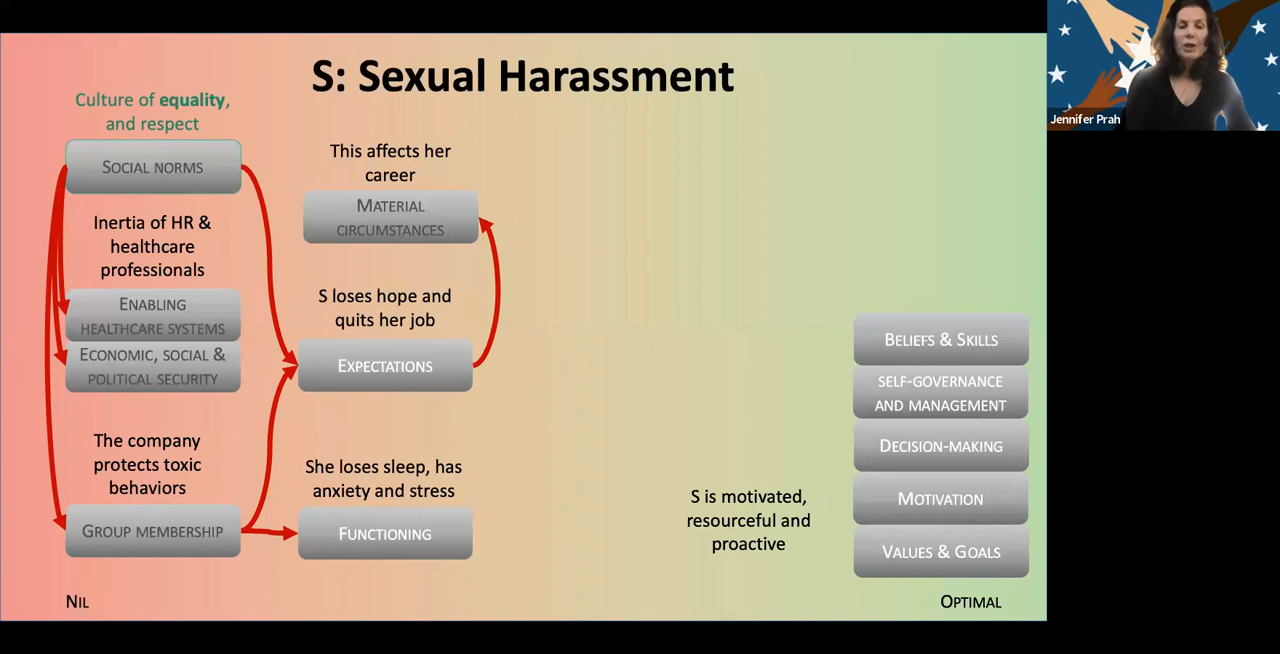 S: Sexual Harassment
Jennifer Prah
Culture of equality,
and respect
SOCIAL NORMS
Inertia of HR &
healthcare
professionals
ENABLING
HEALTHCARE SYSTEMS
ECONOMIC, SOCIAL &
POLITICAL SECURITY
The company
protects toxic
behaviors
GROUP MEMBERSHIP
NIL
This affects her
career
MATERIAL
CIRCUMSTANCES
S loses hope and
quits her job
EXPECTATIONS
She loses sleep, has
anxiety and stress
FUNCTIONING
S is motivated,
resourceful and
proactive
BELIEFS & SKILLS
SELF-GOVERNANCE
AND MANAGEMENT
DECISION-MAKING
MOTIVATION
VALUES & GOALS
OPTIMAL